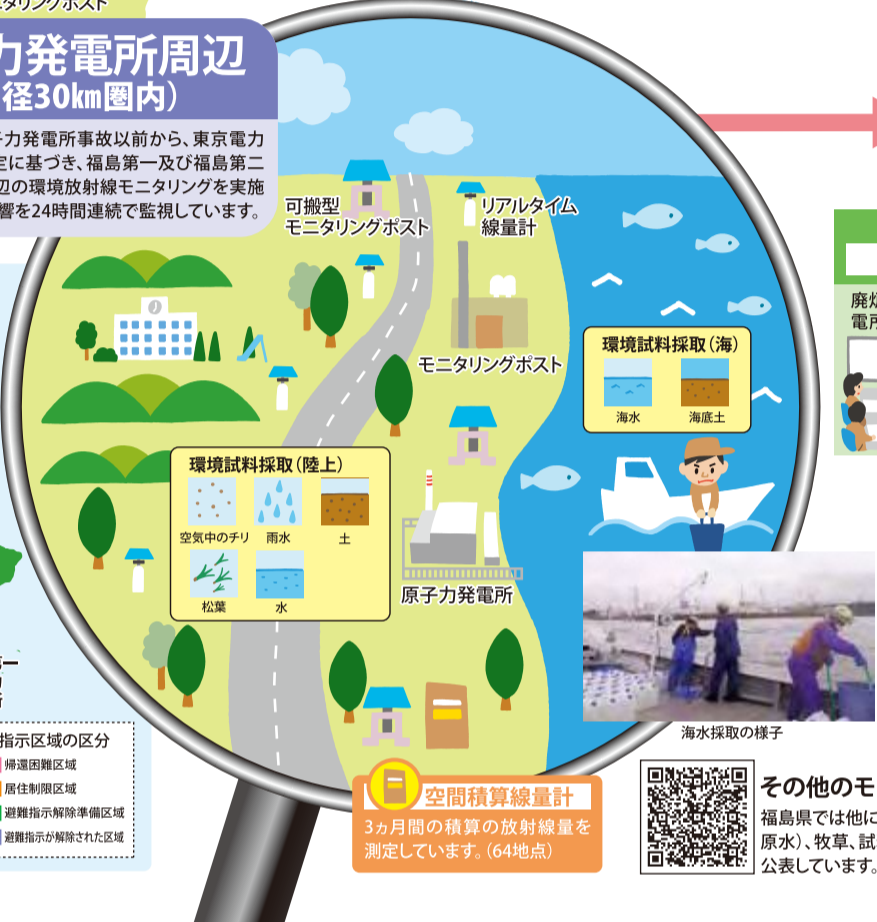 タリングポスト
力発電所周辺
径30km圏内）
子力発電所事故以前から、東京電力
定に基づき、福島第一及び福島第二
辺の環境放射線モニタリングを実施
響を24時間連続で監視しています。
可搬型
モニタリングポスト
リアルタイム
線量計
モニタリングポスト
環境試料採取（海）
海水
海底土
環境試料採取（陸上）
空気中のチリ
雨水
土
松葉
水
原子力発電所
海水採取の様子
指示区域の区分
帰還困難区域
居住制限区域
避難指示解除準備区域
避難指示が解除された区域
空間積算線量計
3ヵ月間の積算の放射線量を
測定しています。（64地点）
その他のモ
福島県では他に
原水）、牧草、試
公表しています。
電所